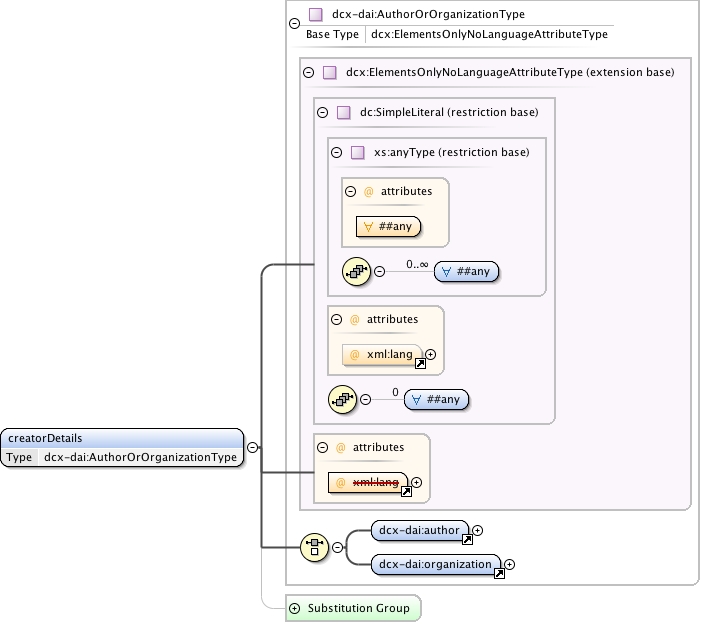 dcx-dai:AuthorOrOrganizationType
Base Type dcx:ElementsOnlyNoLanguageAttributeType
dcx:ElementsOnlyNoLanguageAttributeType (extension base)
dc:SimpleLiteral (restriction base)
xs:anyType (restriction base)
@ attributes
∀ ##any
0..∞
∀ ##any
@ attributes
@ xml:lang
0
∀ ##any
creatorDetails
Type dcx-dai:AuthorOrOrganizationType
@ attributes
@ xml:lang
dcx-dai:author
dcx-dai:organization
Substitution Group